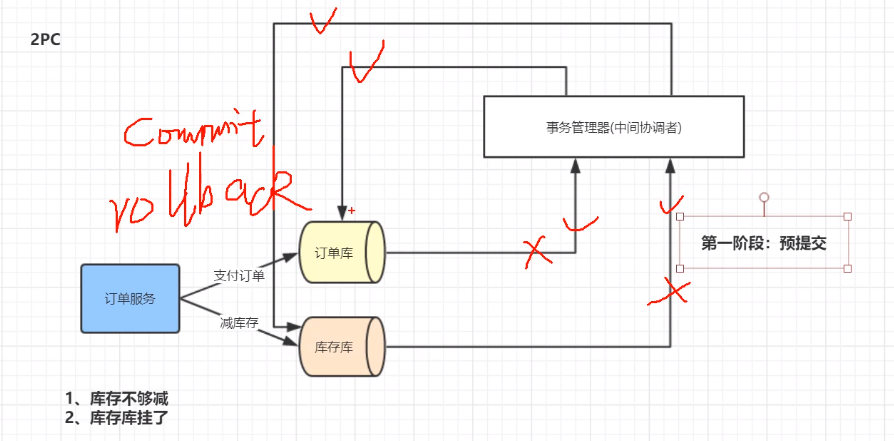 2PC
事务管理器(中间协调者)
Commit
rollback
第一阶段：预提交
订单库
支付订单
订单服务
减库存
库存库
1、库存不够减
2、库存库挂了